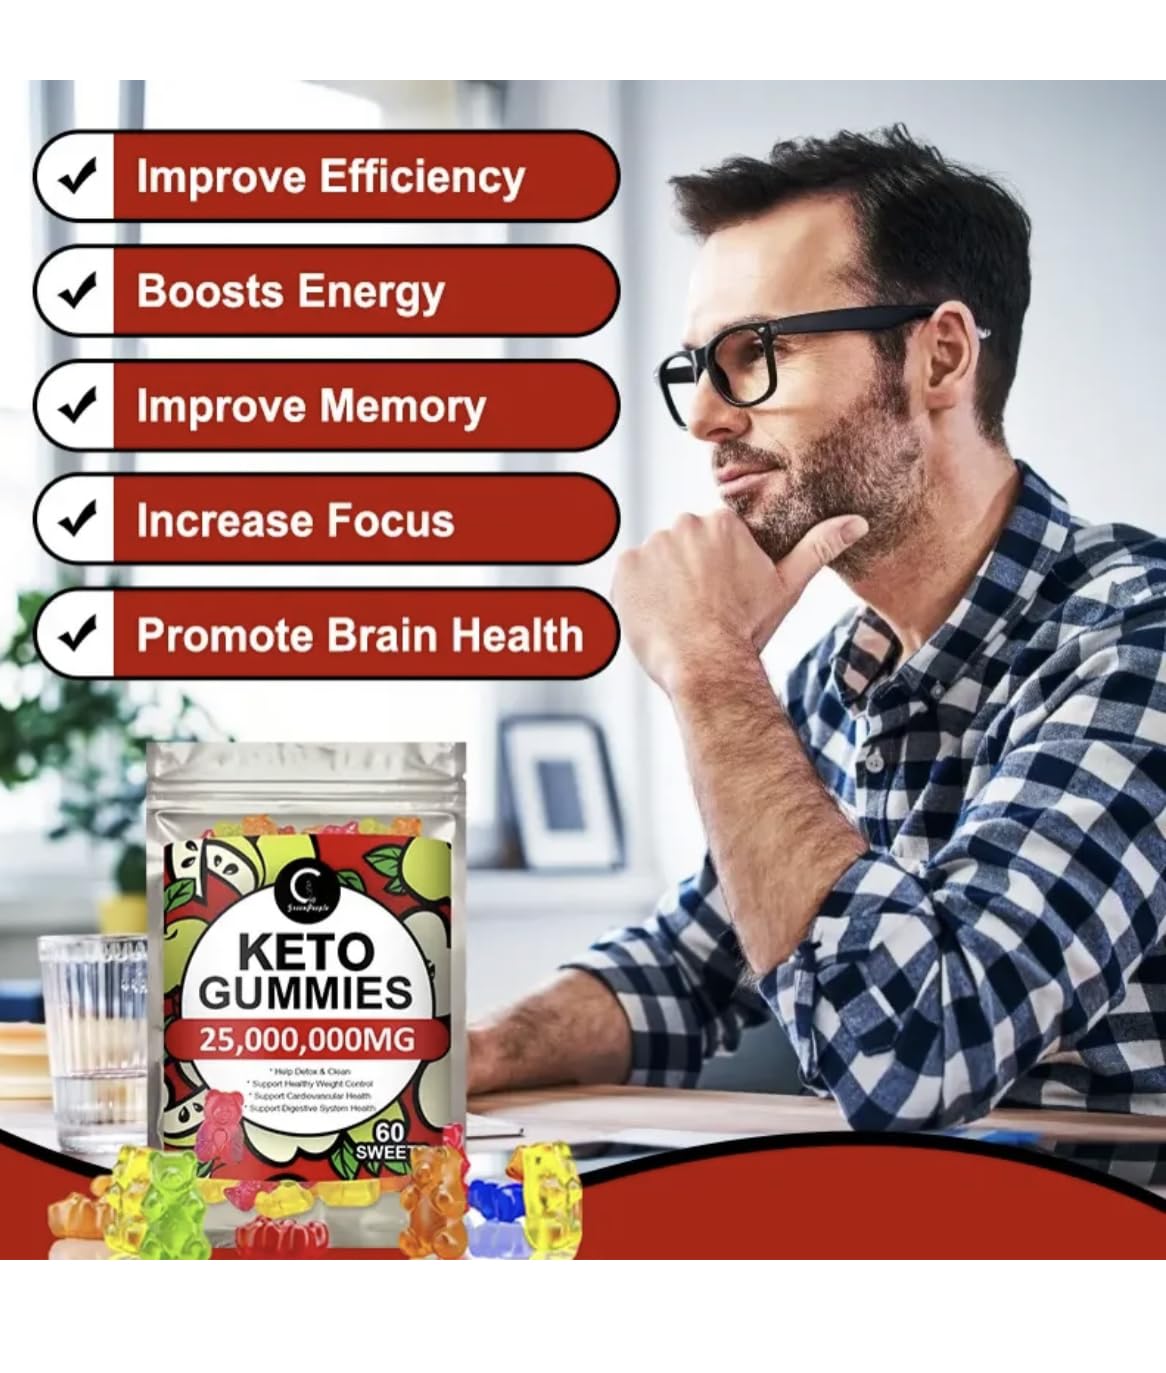 Improve Efficiency
Boosts Energy
Improve Memory
Increase Focus
Promote Brain Health
GreenPeople
KETO
GUMMIES
25,000,000MG
* Help Detox & Clean
* Support Healthy Weight Control
* Support Cardiovascular Health
* Support Digestive System Health
60
SWEET